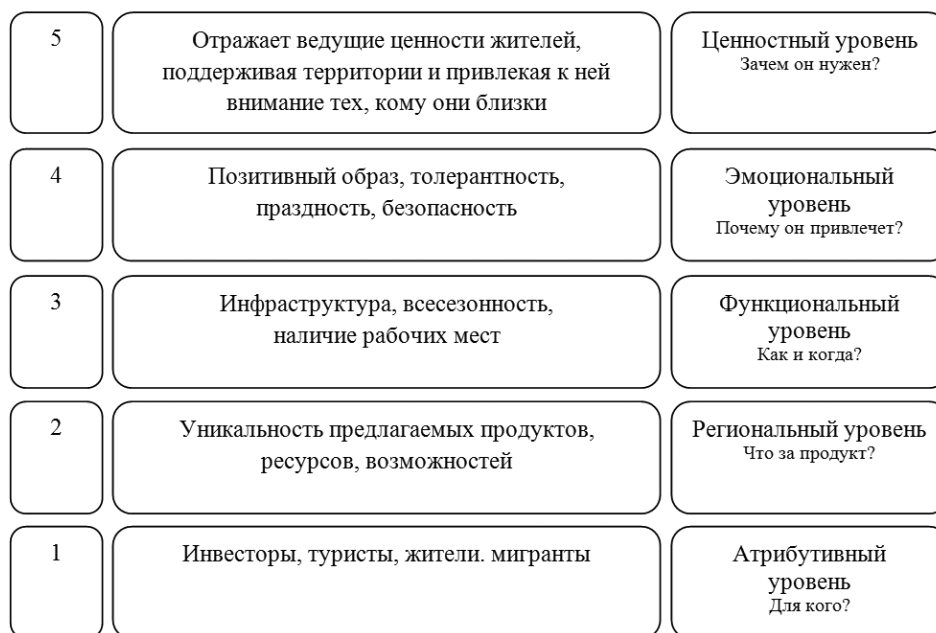 5
Отражает ведущие ценности жителей,
поддерживая территории и привлекая к ней
внимание тех, кому они близки
Ценностный уровень
Зачем он нужен?
4
Позитивный образ, толерантность,
праздность, безопасность
Эмоциональный
уровень
Почему он привлечет?
3
Инфраструктура, всесезонность,
наличие рабочих мест
Функциональный
уровень
Как и когда?
2
Уникальность предлагаемых продуктов,
ресурсов, возможностей
Региональный уровень
Что за продукт?
1
Инвесторы, туристы, жители. мигранты
Атрибутивный
уровень
Для кого?